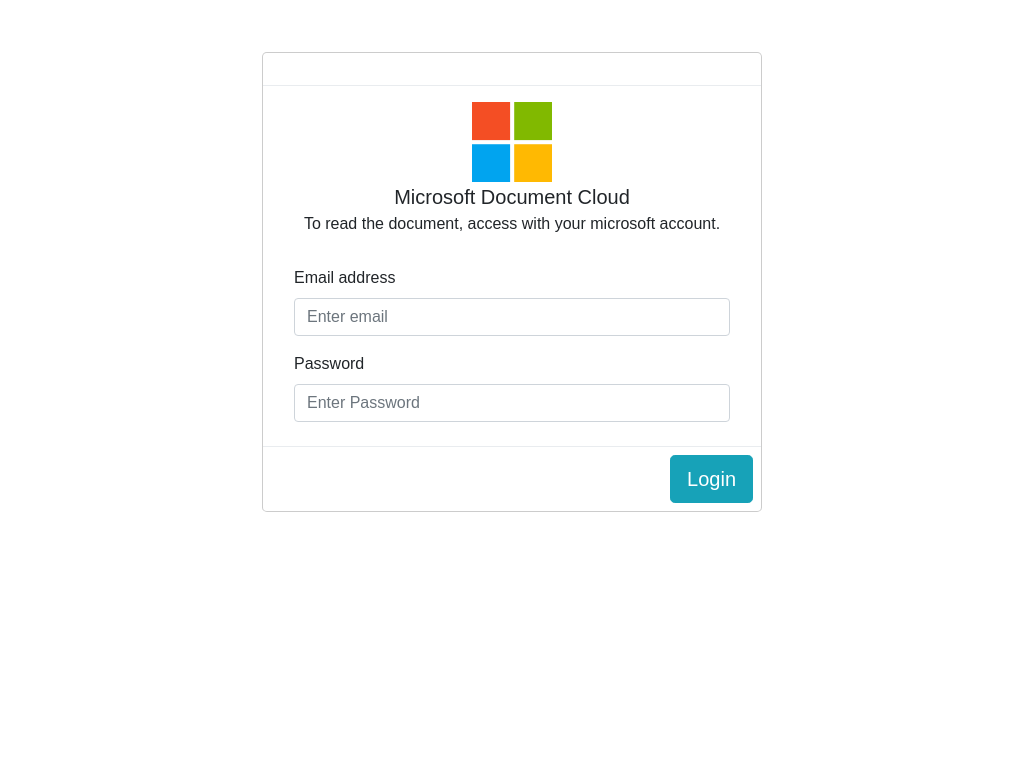 Microsoft Document Cloud
To read the document, access with your microsoft account.
Email address
Enter email
Password
Enter Password
Login